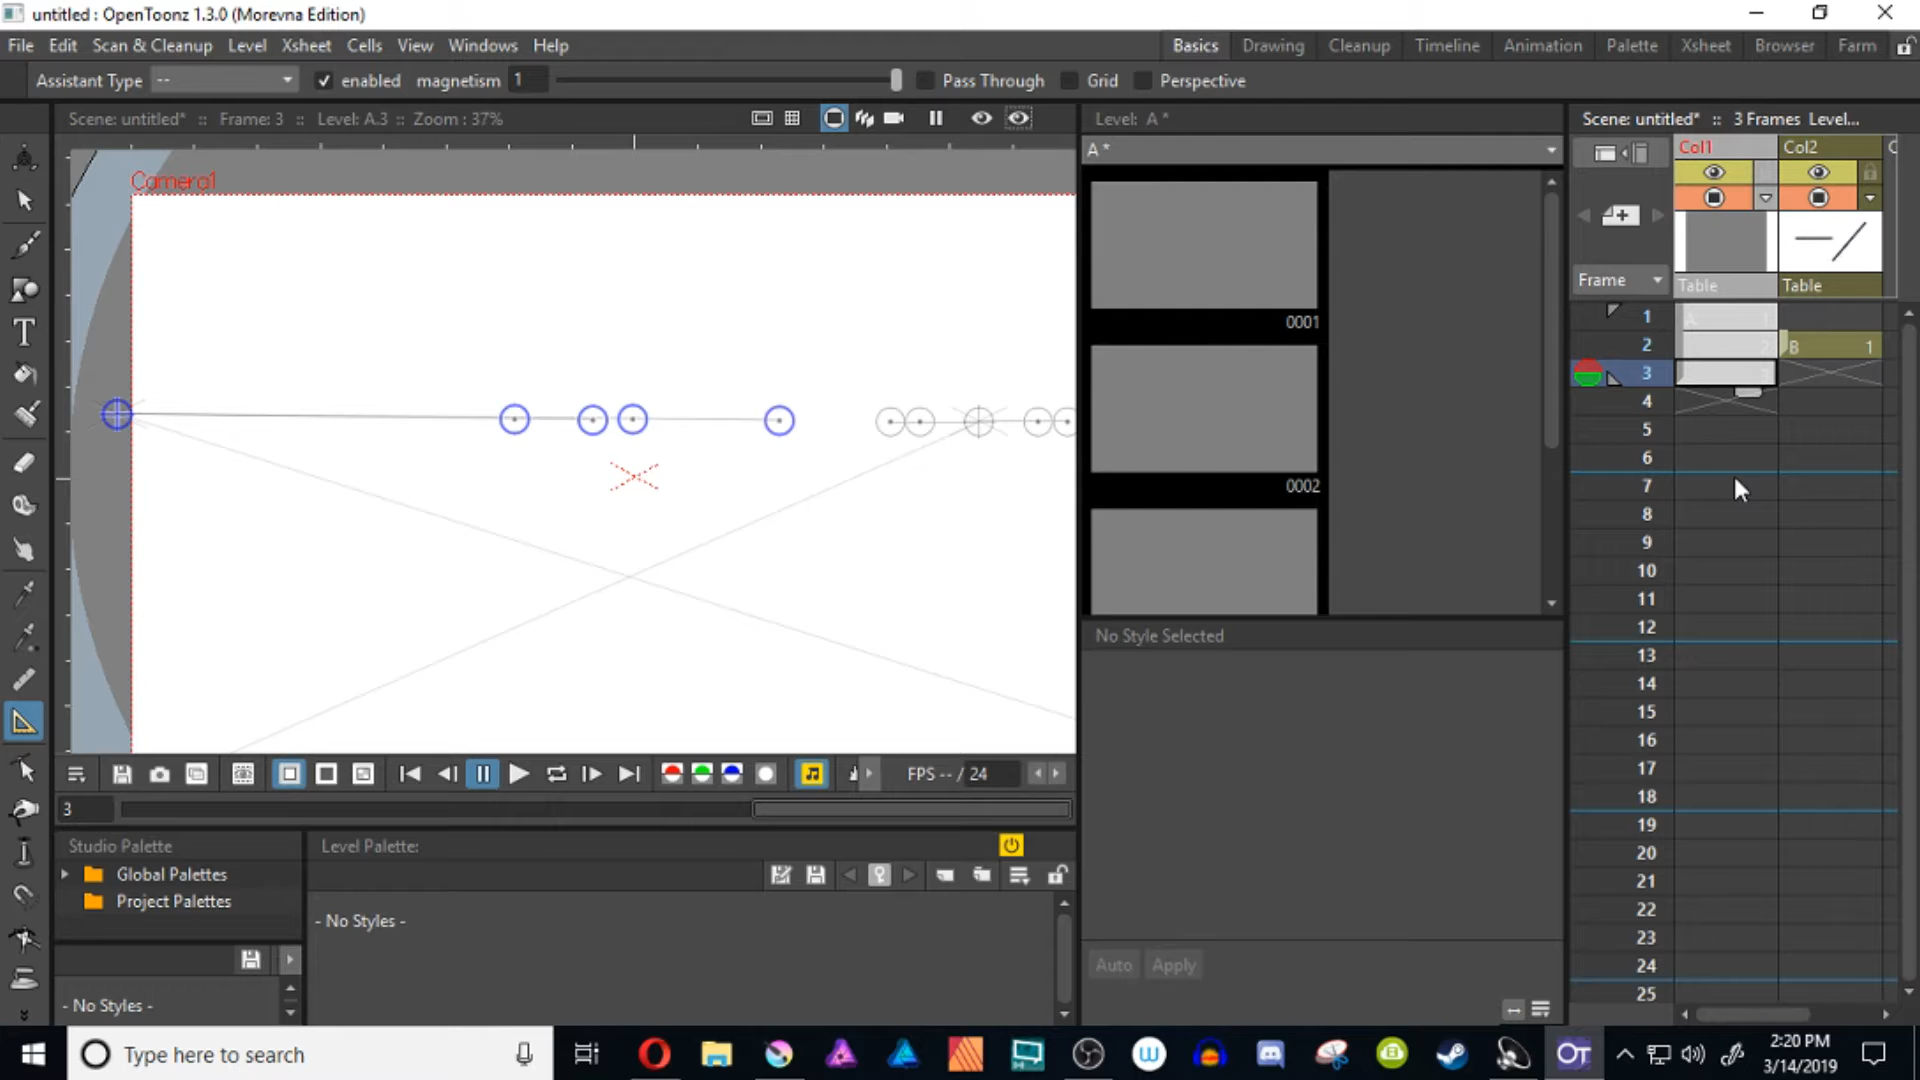 untitled : OpenToonz 1.3.0 (Morevna Edition)
File Edit Scan & Cleanup Level Xsheet Cells View Windows Help
Basics Drawing Cleanup Timeline Animation Palette Xsheet Browser Farm
Assistant Type -- enabled magnetism 1 Pass Through Grid Perspective
Scene: untitled* :: Frame: 3 :: Level: A.3 :: Zoom : 37%
Level: A *
Scene: untitled* :: 3 Frames Level...
A *
Col1 Col2 C
Camera1
Frame
Table Table
0001
0002
1
2 B 1
3
4
5
6
7
8
9
10
11
12
13
14
15
16
17
18
19
20
21
22
23
24
25
No Style Selected
FPS -- / 24
3
Studio Palette
Global Palettes
Project Palettes
- No Styles -
Level Palette:
- No Styles -
Auto Apply
Type here to search
OT
2:20 PM
3/14/2019